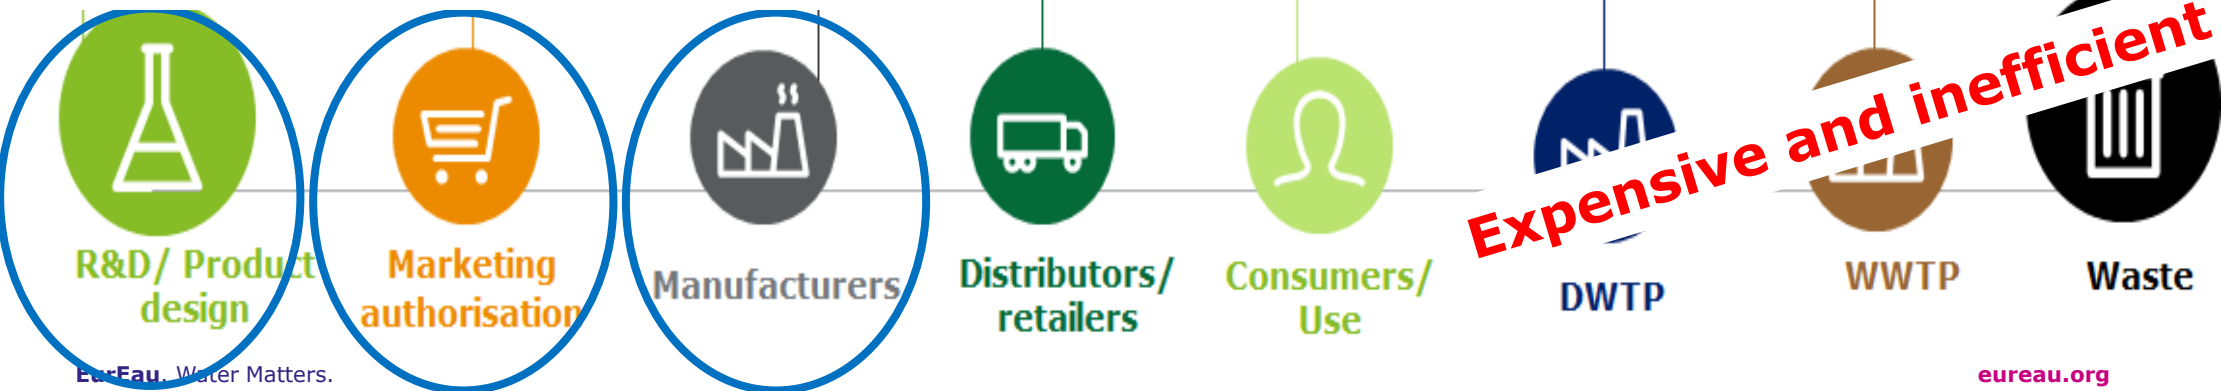 Expensive and inefficient
R&D/ Product
design
Marketing
authorisation
Manufacturers
Distributors/
retailers
Consumers/
Use
DWTP
WWTP
Waste
EurEau. Water Matters.
eureau.org